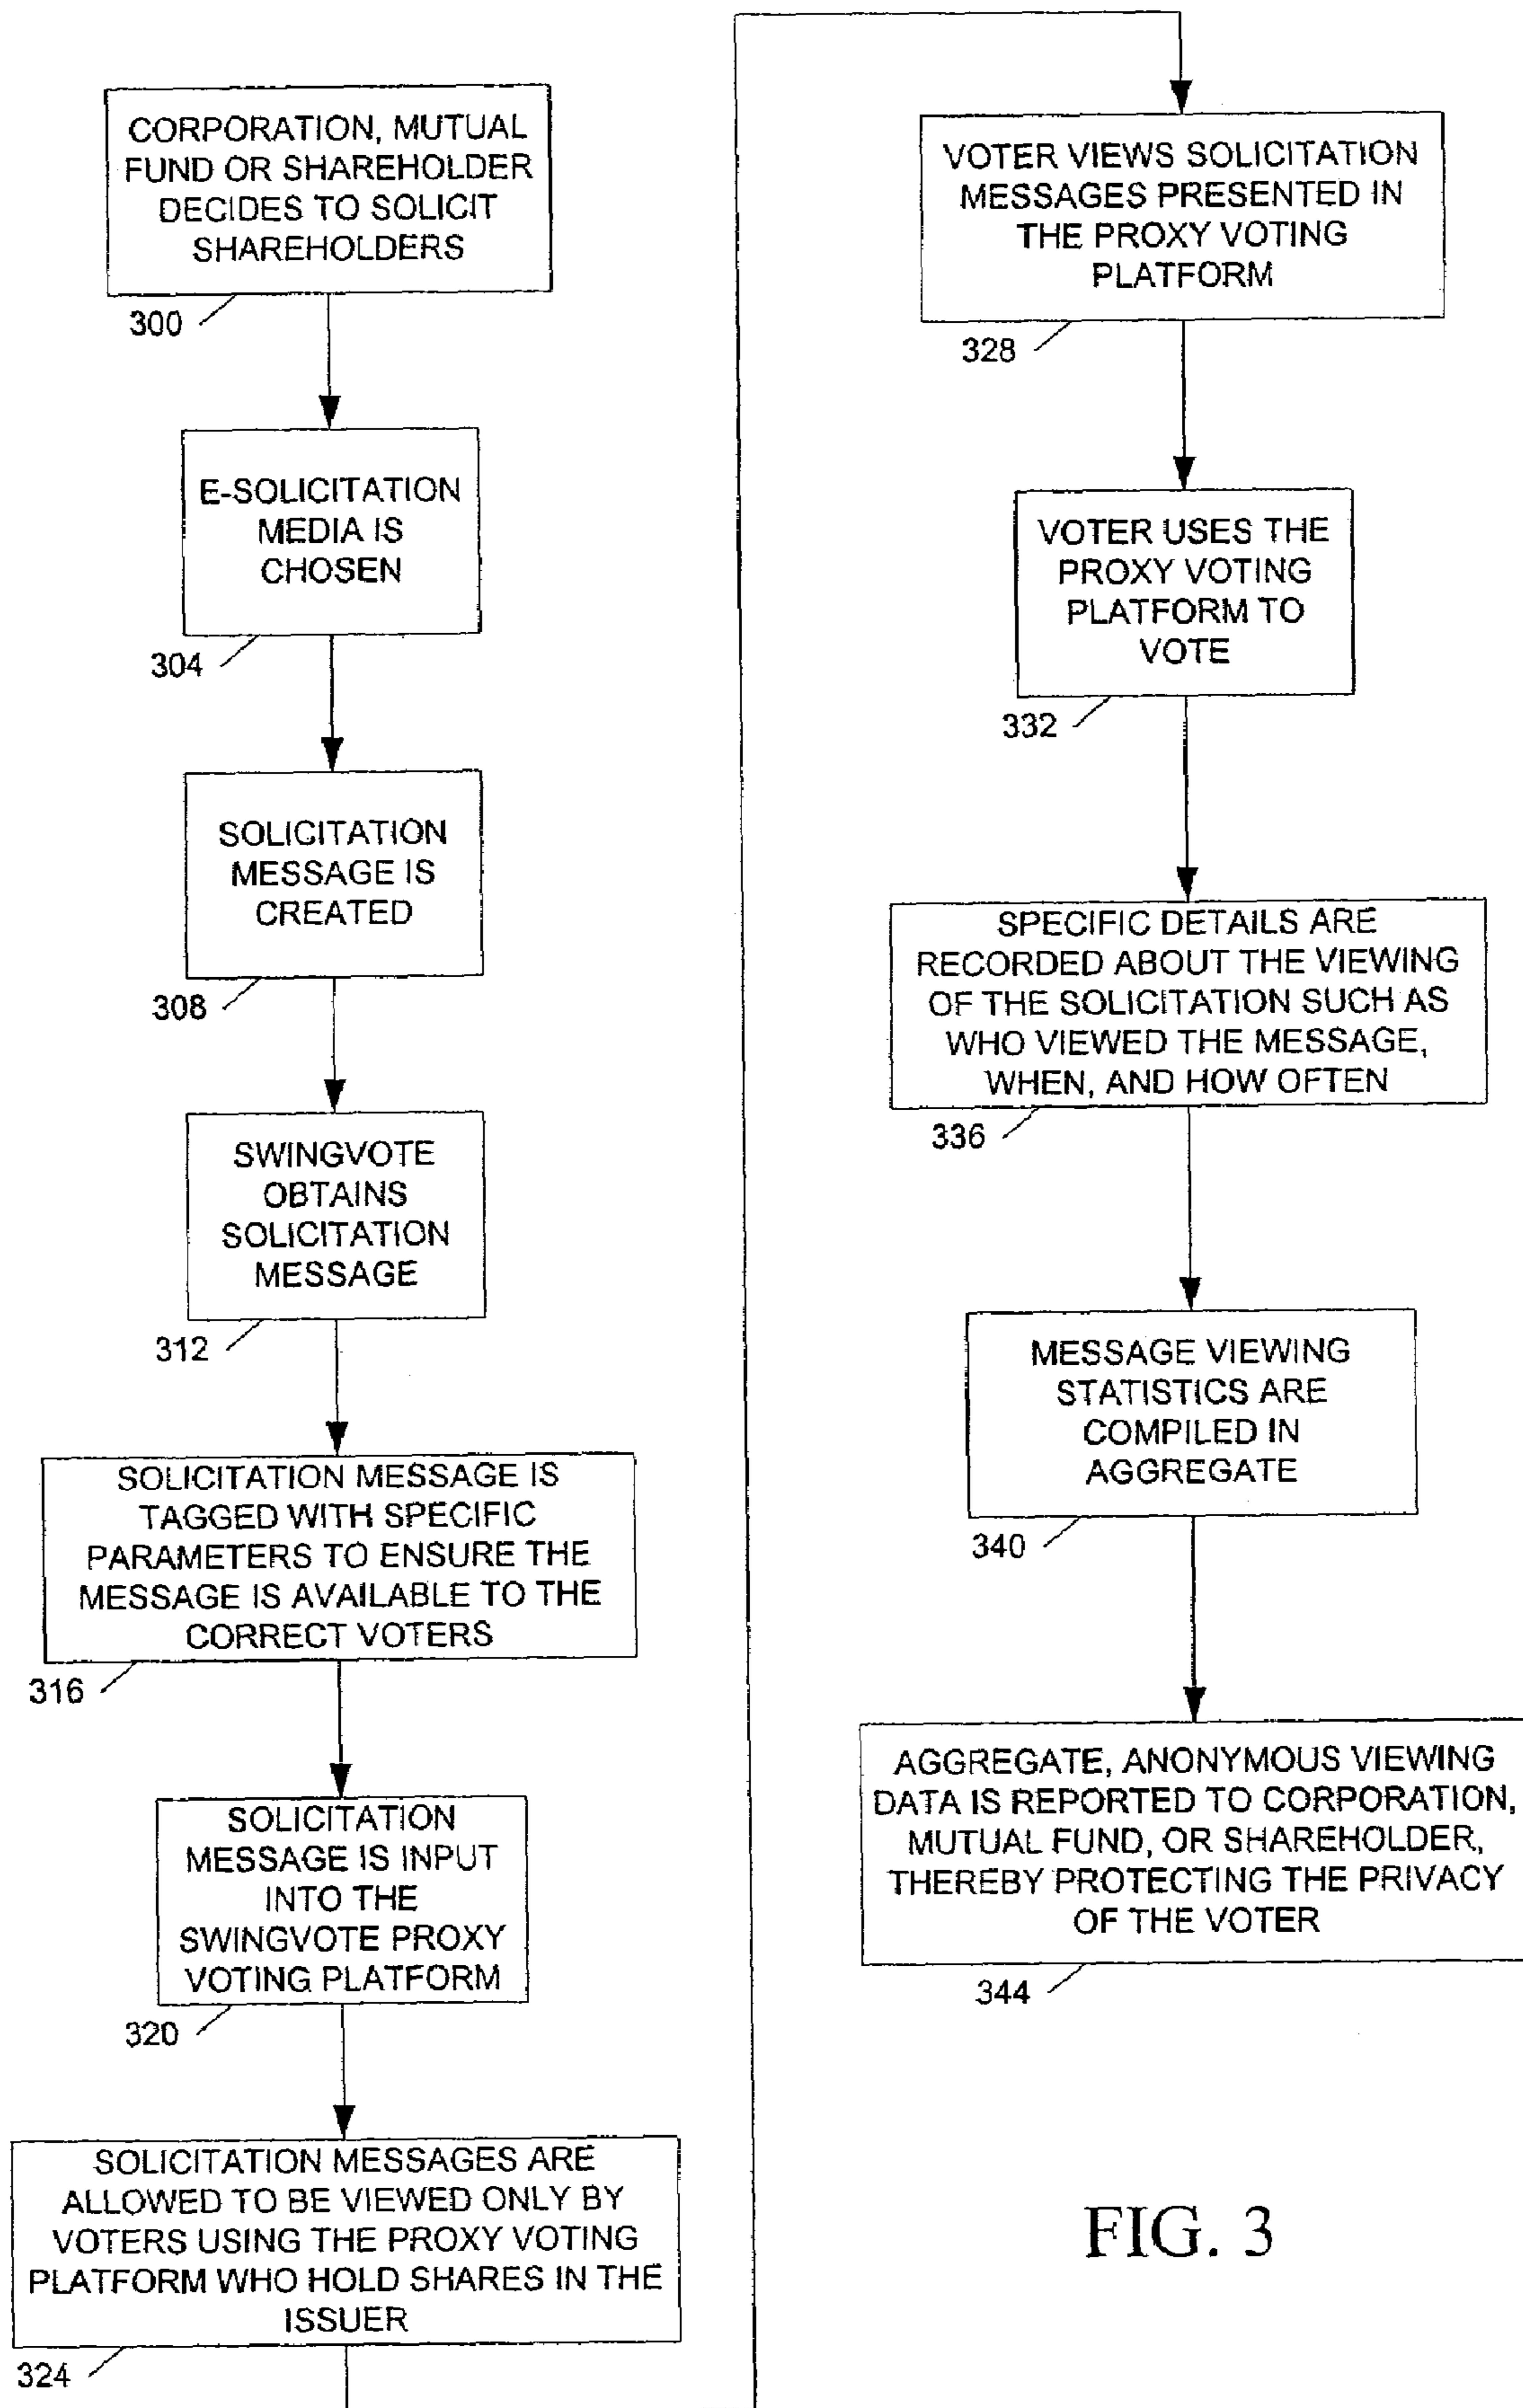 CORPORATION, MUTUAL
FUND OR SHAREHOLDER
DECIDES TO SOLICIT
SHAREHOLDERS
300
E-SOLICITATION
MEDIA IS
CHOSEN
304
SOLICITATION
MESSAGE IS
CREATED
308
SWINGVOTE
OBTAINS
SOLICITATION
MESSAGE
312
SOLICITATION MESSAGE IS
TAGGED WITH SPECIFIC
PARAMETERS TO ENSURE THE
MESSAGE IS AVAILABLE TO THE
CORRECT VOTERS
316
SOLICITATION
MESSAGE IS INPUT
INTO THE
SWINGVOTE PROXY
VOTING PLATFORM
320
SOLICITATION MESSAGES ARE
ALLOWED TO BE VIEWED ONLY BY
VOTERS USING THE PROXY VOTING
PLATFORM WHO HOLD SHARES IN THE
ISSUER
324
VOTER VIEWS SOLICITATION
MESSAGES PRESENTED IN
THE PROXY VOTING
PLATFORM
328
VOTER USES THE
PROXY VOTING
PLATFORM TO
VOTE
332
SPECIFIC DETAILS ARE
RECORDED ABOUT THE VIEWING
OF THE SOLICITATION SUCH AS
WHO VIEWED THE MESSAGE,
WHEN, AND HOW OFTEN
336
MESSAGE VIEWING
STATISTICS ARE
COMPILED IN
AGGREGATE
340
AGGREGATE, ANONYMOUS VIEWING
DATA IS REPORTED TO CORPORATION,
MUTUAL FUND, OR SHAREHOLDER,
THEREBY PROTECTING THE PRIVACY
OF THE VOTER
344
FIG. 3